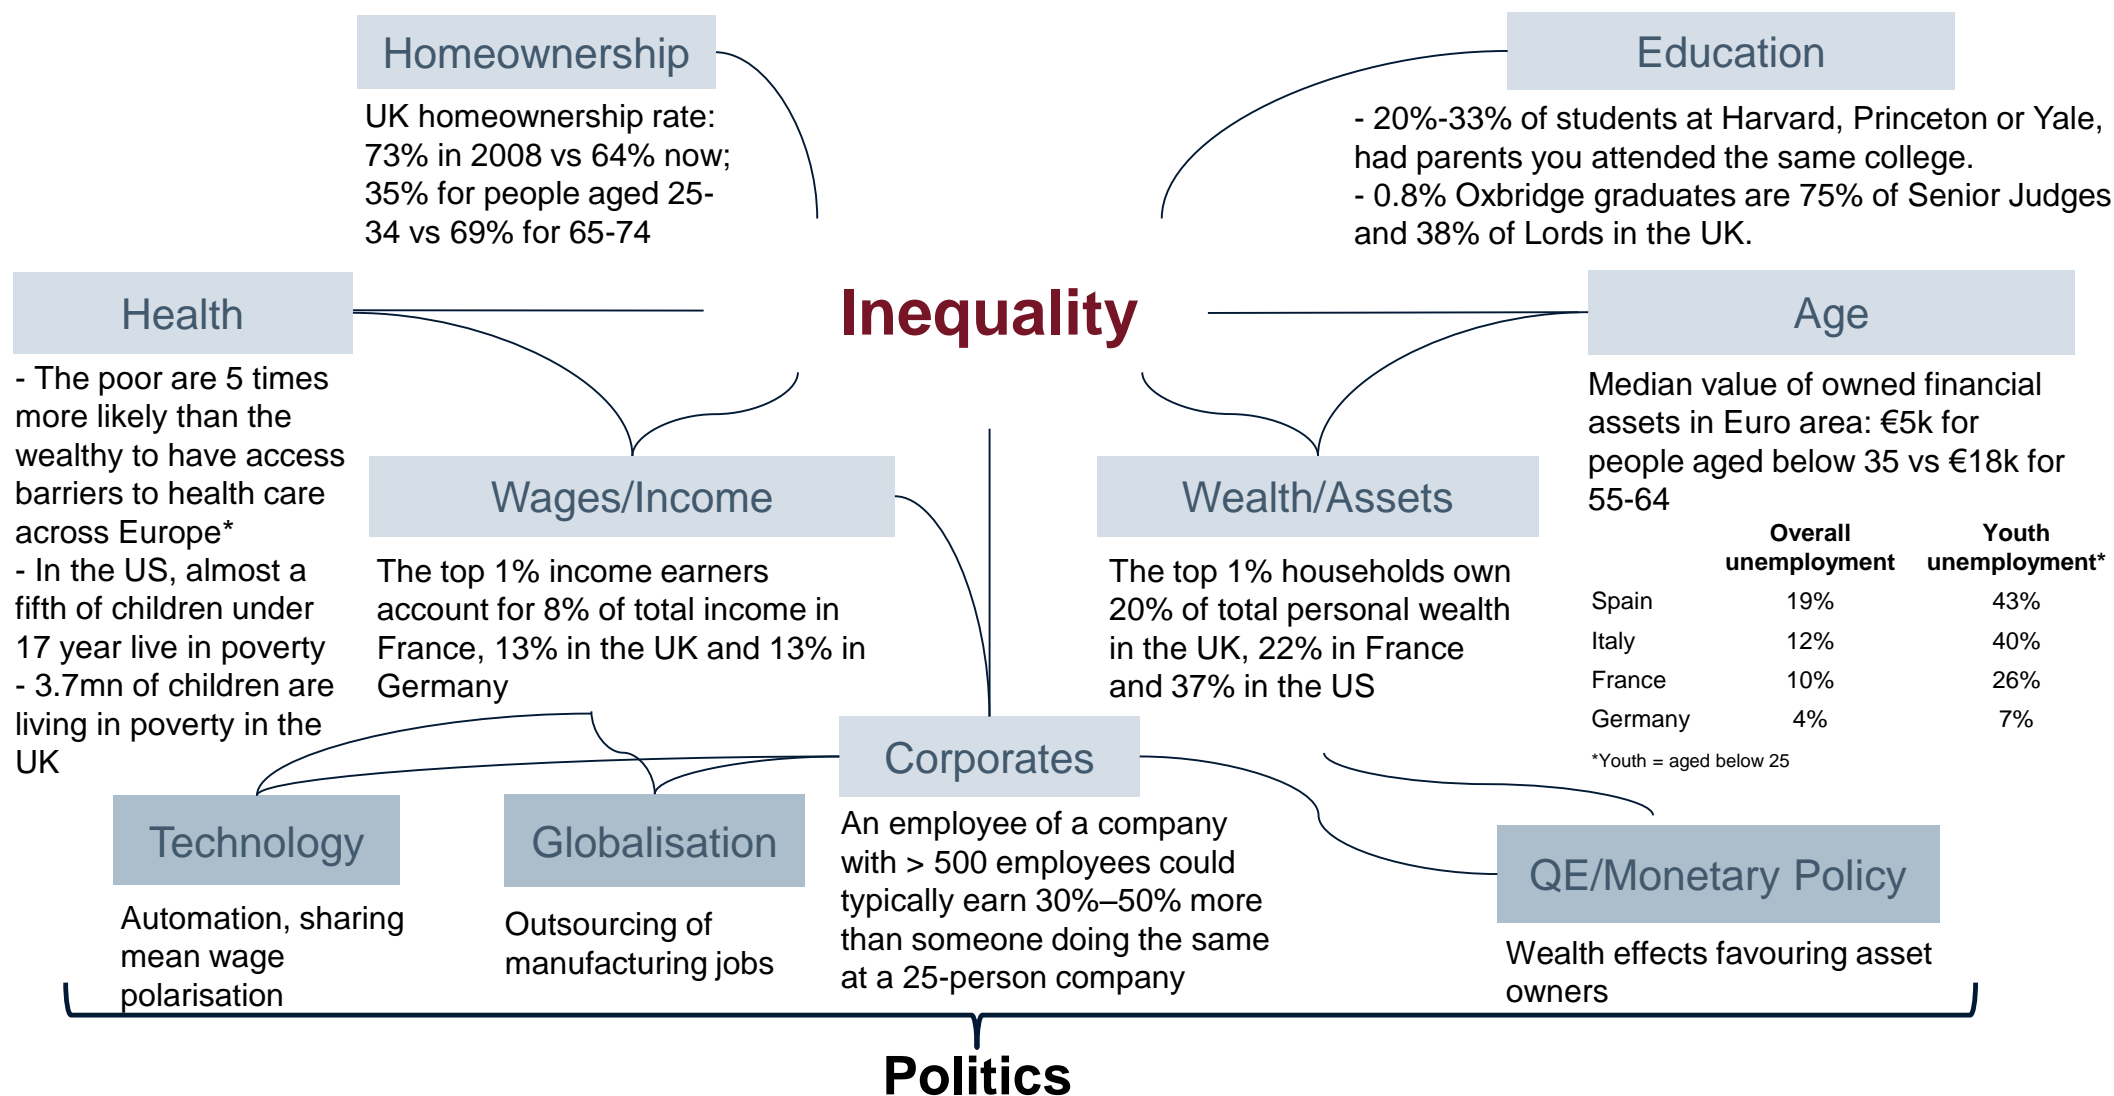 Homeownership
UK homeownership rate:
73% in 2008 vs 64% now;
35% for people aged 25-
34 vs 69% for 65-74
Education
- 20%-33% of students at Harvard, Princeton or Yale,
had parents you attended the same college.
- 0.8% Oxbridge graduates are 75% of Senior Judges
and 38% of Lords in the UK.
Inequality
Health
- The poor are 5 times
more likely than the
wealthy to have access
barriers to health care
across Europe*
- In the US, almost a
fifth of children under
17 year live in poverty
- 3.7mn of children are
living in poverty in the
UK
Age
Median value of owned financial
assets in Euro area: €5k for
people aged below 35 vs €18k for
55-64
Overall Youth
unemployment unemployment*
Spain 19% 43%
Italy 12% 40%
France 10% 26%
Germany 4% 7%
*Youth = aged below 25
Wages/Income
The top 1% income earners
account for 8% of total income in
France, 13% in the UK and 13% in
Germany
Wealth/Assets
The top 1% households own
20% of total personal wealth
in the UK, 22% in France
and 37% in the US
Technology
Automation, sharing
mean wage
polarisation
Globalisation
Outsourcing of
manufacturing jobs
Corporates
An employee of a company
with > 500 employees could
typically earn 30%–50% more
than someone doing the same
at a 25-person company
QE/Monetary Policy
Wealth effects favouring asset
owners
Politics